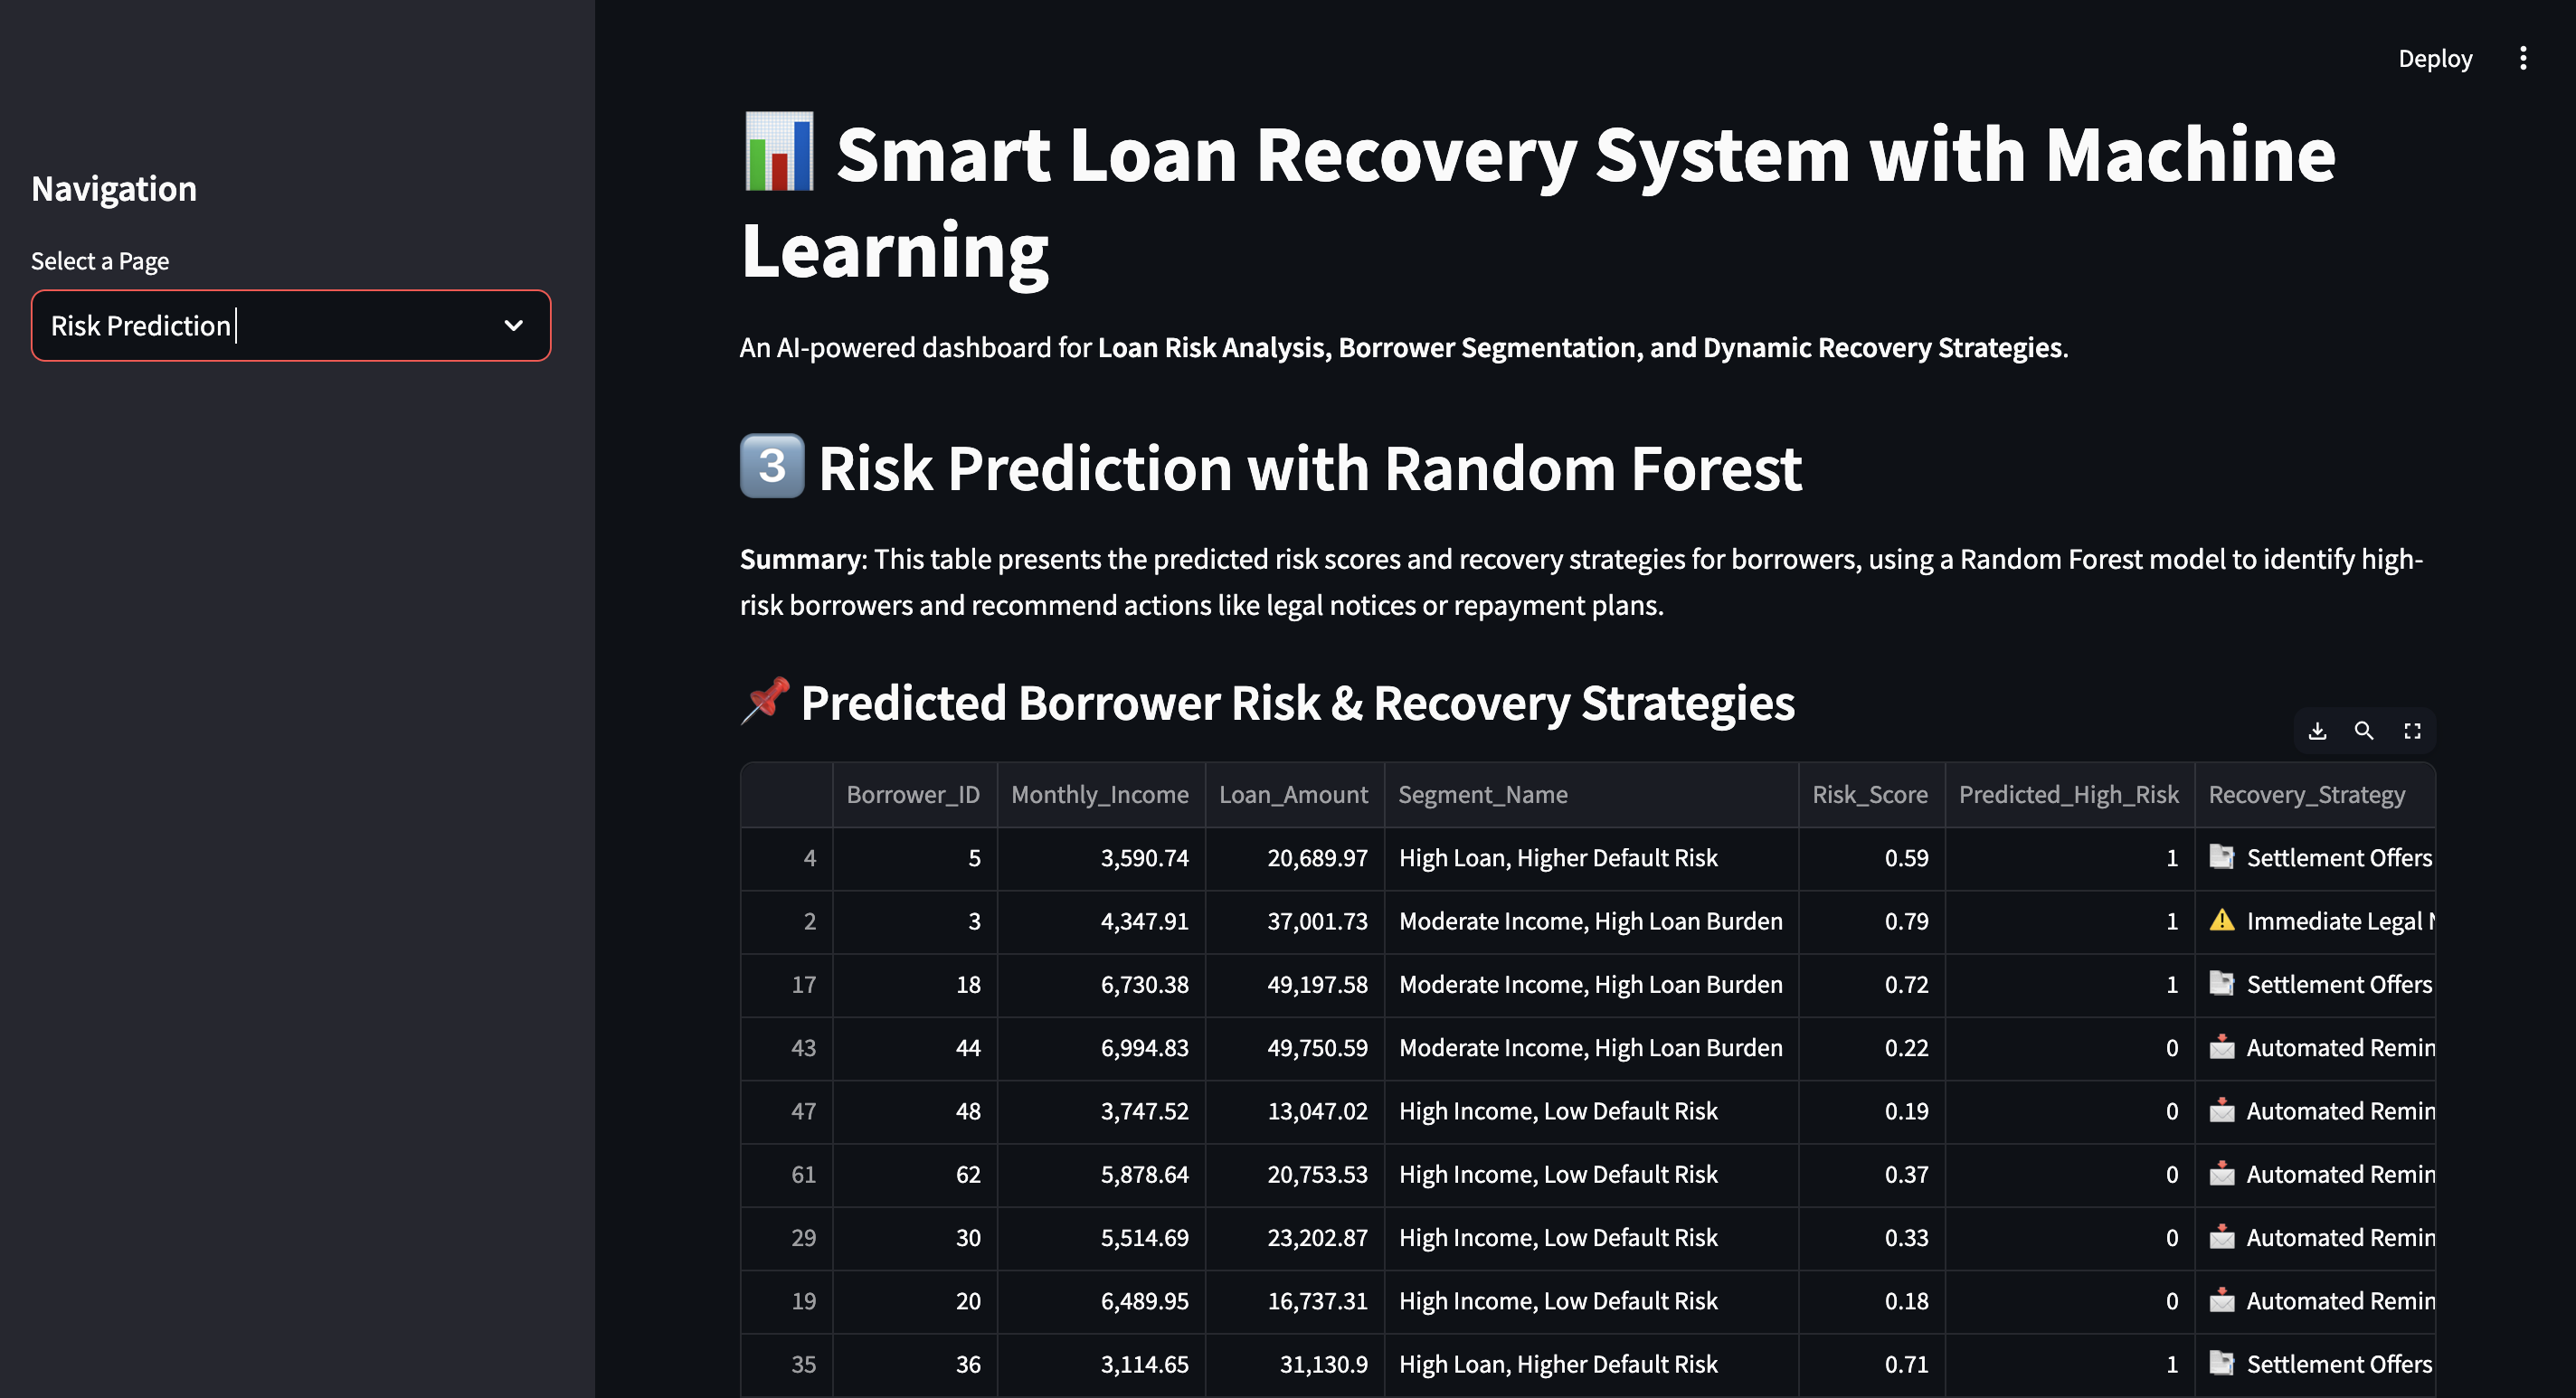 Deploy
Navigation
Select a Page
Risk Prediction
📊 Smart Loan Recovery System with Machine
Learning
An AI-powered dashboard for Loan Risk Analysis, Borrower Segmentation, and Dynamic Recovery Strategies.
3️⃣ Risk Prediction with Random Forest
Summary: This table presents the predicted risk scores and recovery strategies for borrowers, using a Random Forest model to identify high-
risk borrowers and recommend actions like legal notices or repayment plans.
📌 Predicted Borrower Risk & Recovery Strategies
Borrower_ID Monthly_Income Loan_Amount Segment_Name Risk_Score Predicted_High_Risk Recovery_Strategy
4 5 3,590.74 20,689.97 High Loan, Higher Default Risk 0.59 1 Settlement Offers
2 3 4,347.91 37,001.73 Moderate Income, High Loan Burden 0.79 1 ⚠️ Immediate Legal
17 18 6,730.38 49,197.58 Moderate Income, High Loan Burden 0.72 1 Settlement Offers
43 44 6,994.83 49,750.59 Moderate Income, High Loan Burden 0.22 0 📩 Automated Remin
47 48 3,747.52 13,047.02 High Income, Low Default Risk 0.19 0 📩 Automated Remin
61 62 5,878.64 20,753.53 High Income, Low Default Risk 0.37 0 📩 Automated Remin
29 30 5,514.69 23,202.87 High Income, Low Default Risk 0.33 0 📩 Automated Remin
19 20 6,489.95 16,737.31 High Income, Low Default Risk 0.18 0 📩 Automated Remin
35 36 3,114.65 31,130.9 High Loan, Higher Default Risk 0.71 1 Settlement Offers